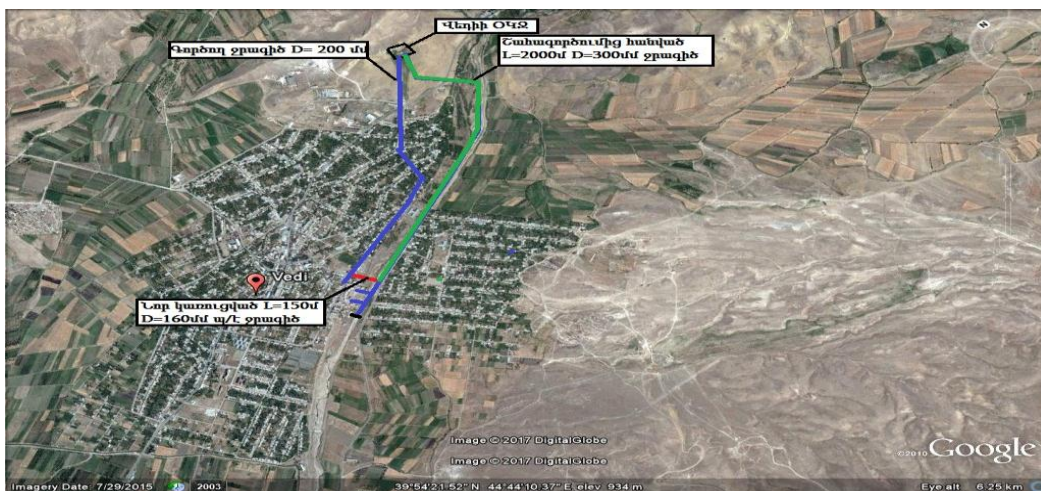 Վեդիի ՕԿՋ
Գործող ջրագիծ D= 200 մմ
Շահագործումից հանված
L=2000մ D=300մմ ջրագիծ
Vedi
Նոր կառուցված L=150մ
D=160մմ պ/է ջրագիծ
Image © 2017 DigitalGlobe
Image © 2017 DigitalGlobe
©2010 Google
Imagery Date: 7/29/2015 2003 39°54'21.52" N 44°44'10.37" E elev 934 m Eye alt 6.25 km